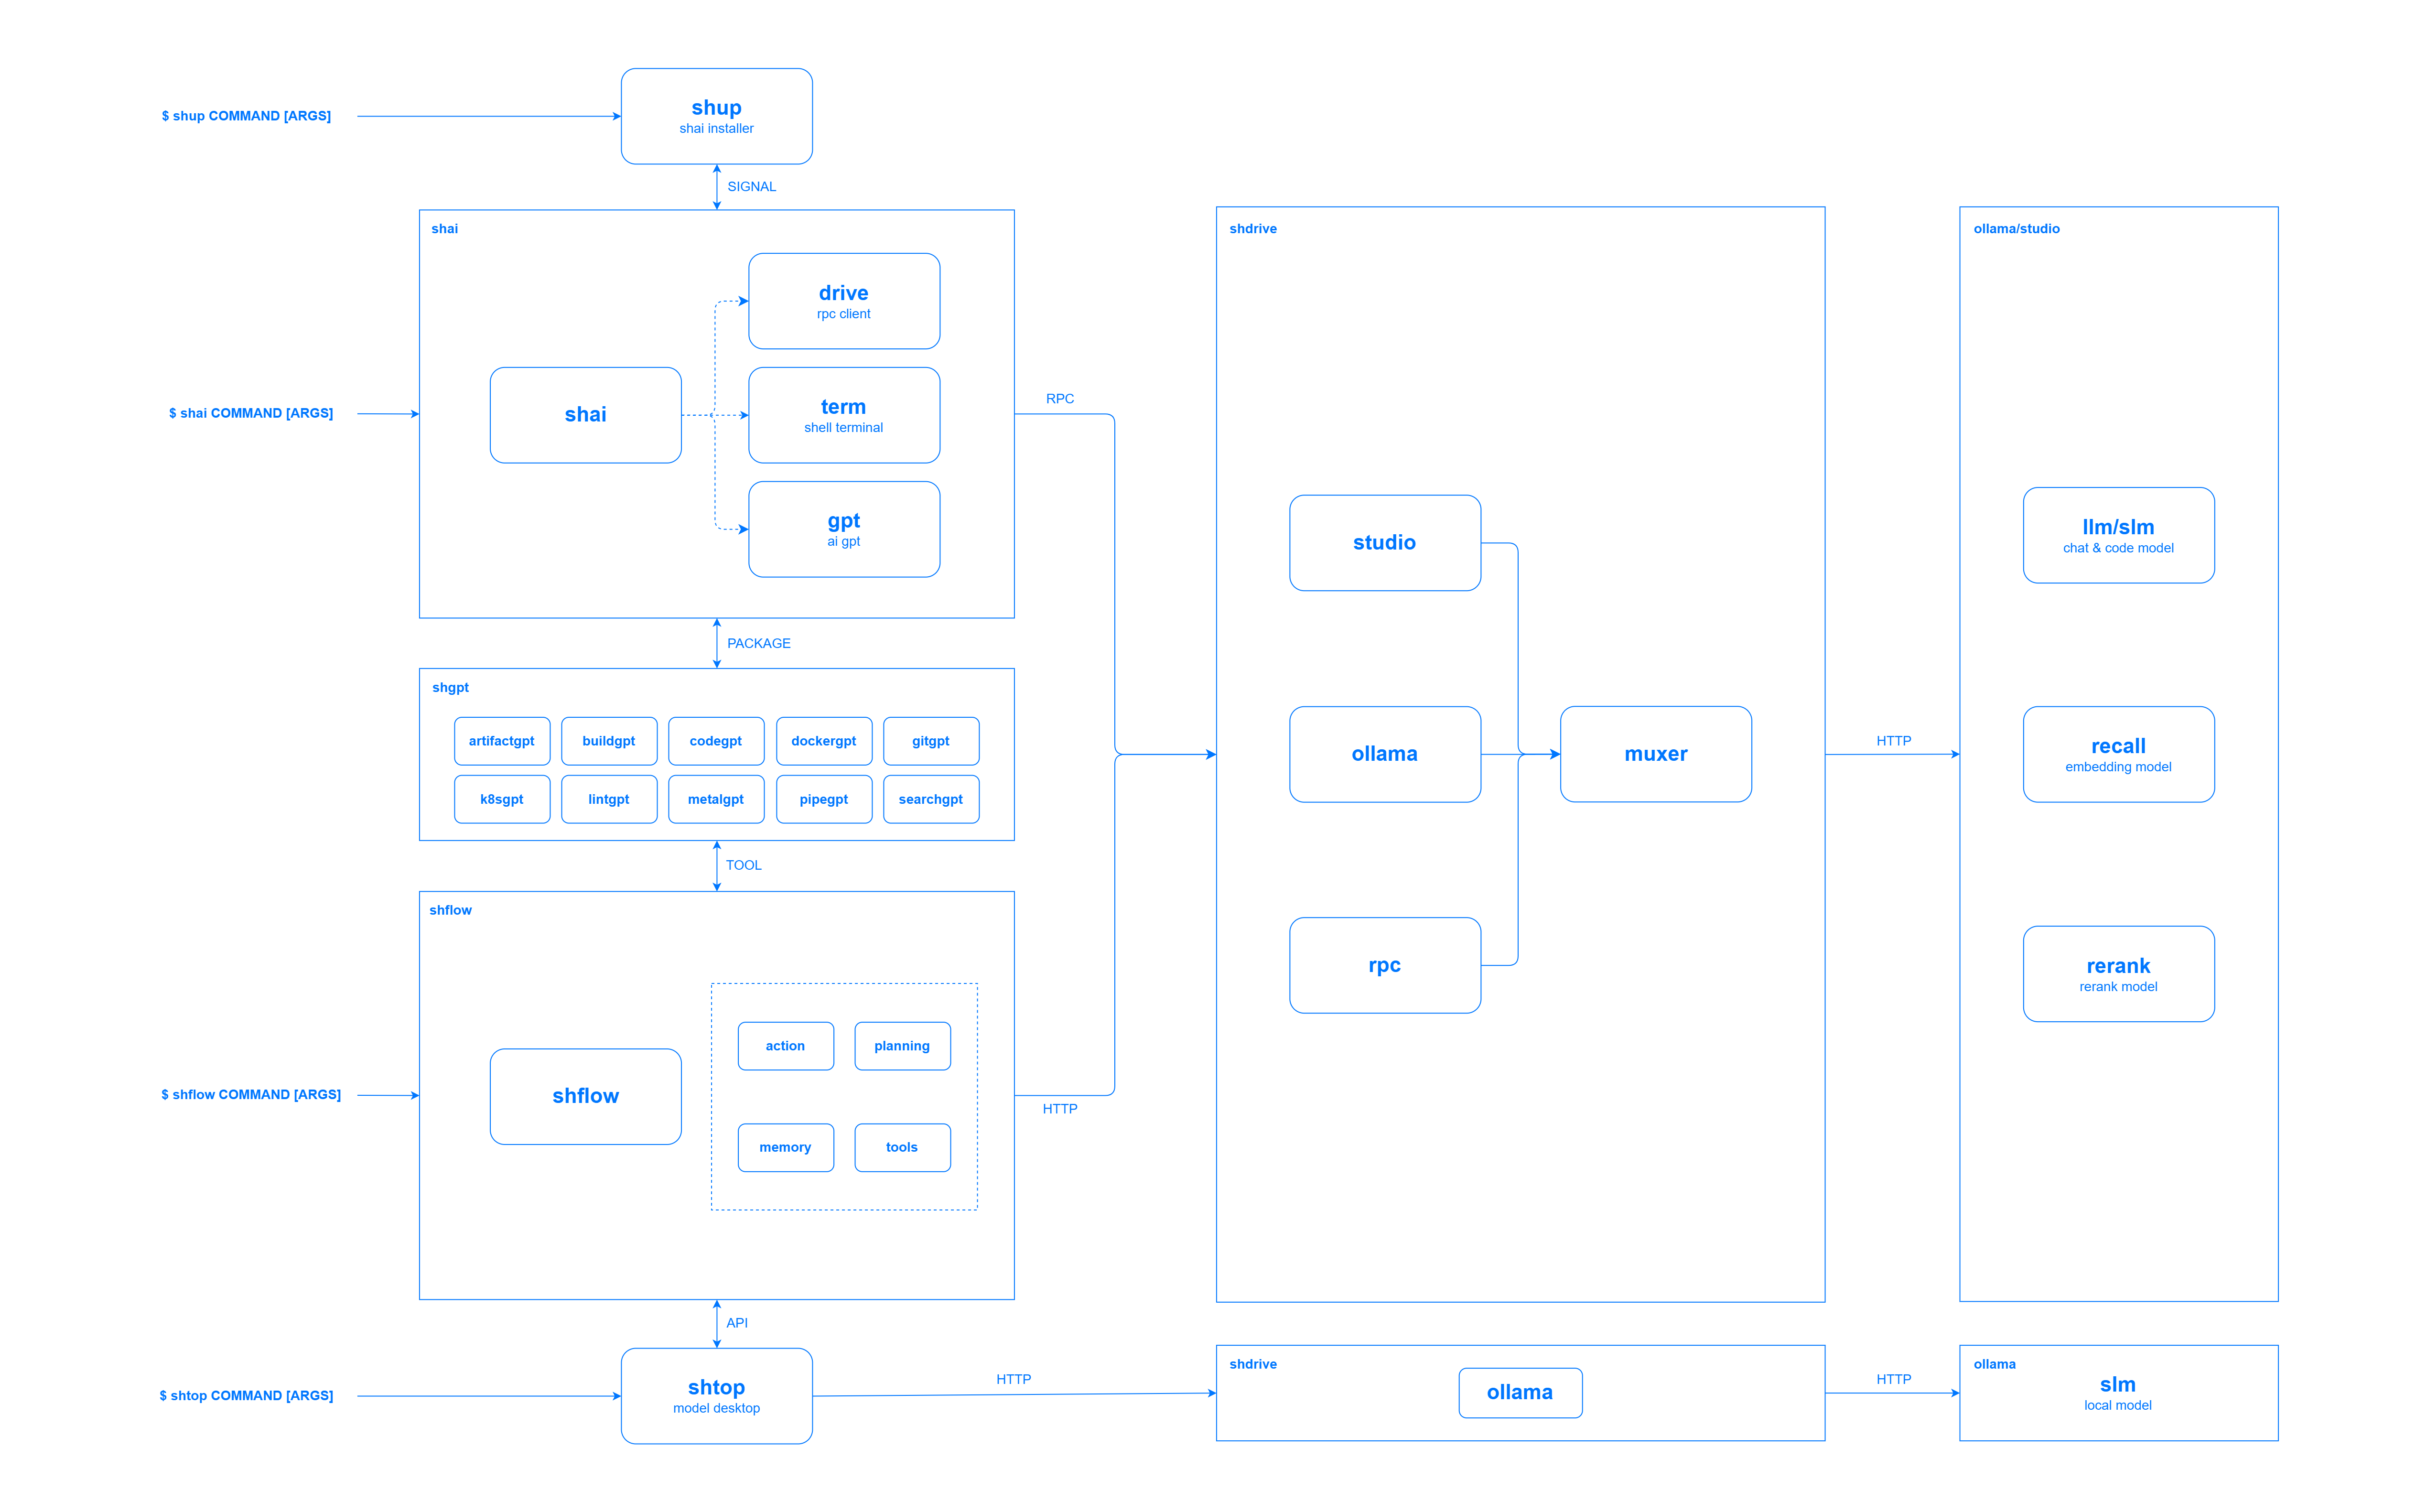 shup
shai installer
$ shup COMMAND [ARGS]
SIGNAL
shai
drive
rpc client
$ shai COMMAND [ARGS]
shai
term
shell terminal
gpt
ai gpt
RPC
PACKAGE
shgpt
artifactgpt
buildgpt
codegpt
dockergpt
gitgpt
k8sgpt
lintgpt
metalgpt
pipegpt
searchgpt
TOOL
shflow
$ shflow COMMAND [ARGS]
shflow
action
planning
memory
tools
HTTP
API
$ shtop COMMAND [ARGS]
shtop
model desktop
HTTP
shdrive
studio
ollama
muxer
rpc
HTTP
ollama/studio
llm/slm
chat & code model
recall
embedding model
rerank
rerank model
shdrive
ollama
HTTP
ollama
slm
local model